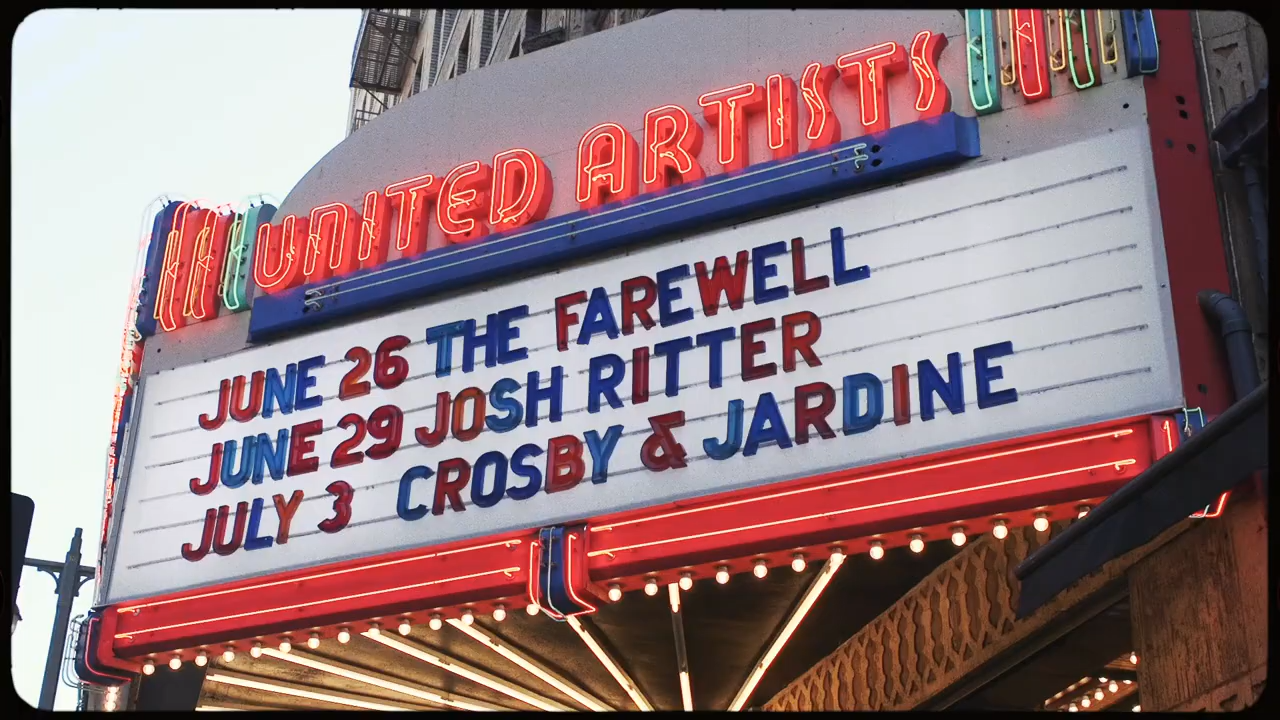 UNITED ARTISTS
JUNE 26 THE FAREWELL
JUNE 29 JOSH RITTER
JULY 3 CROSBY & JARDINE